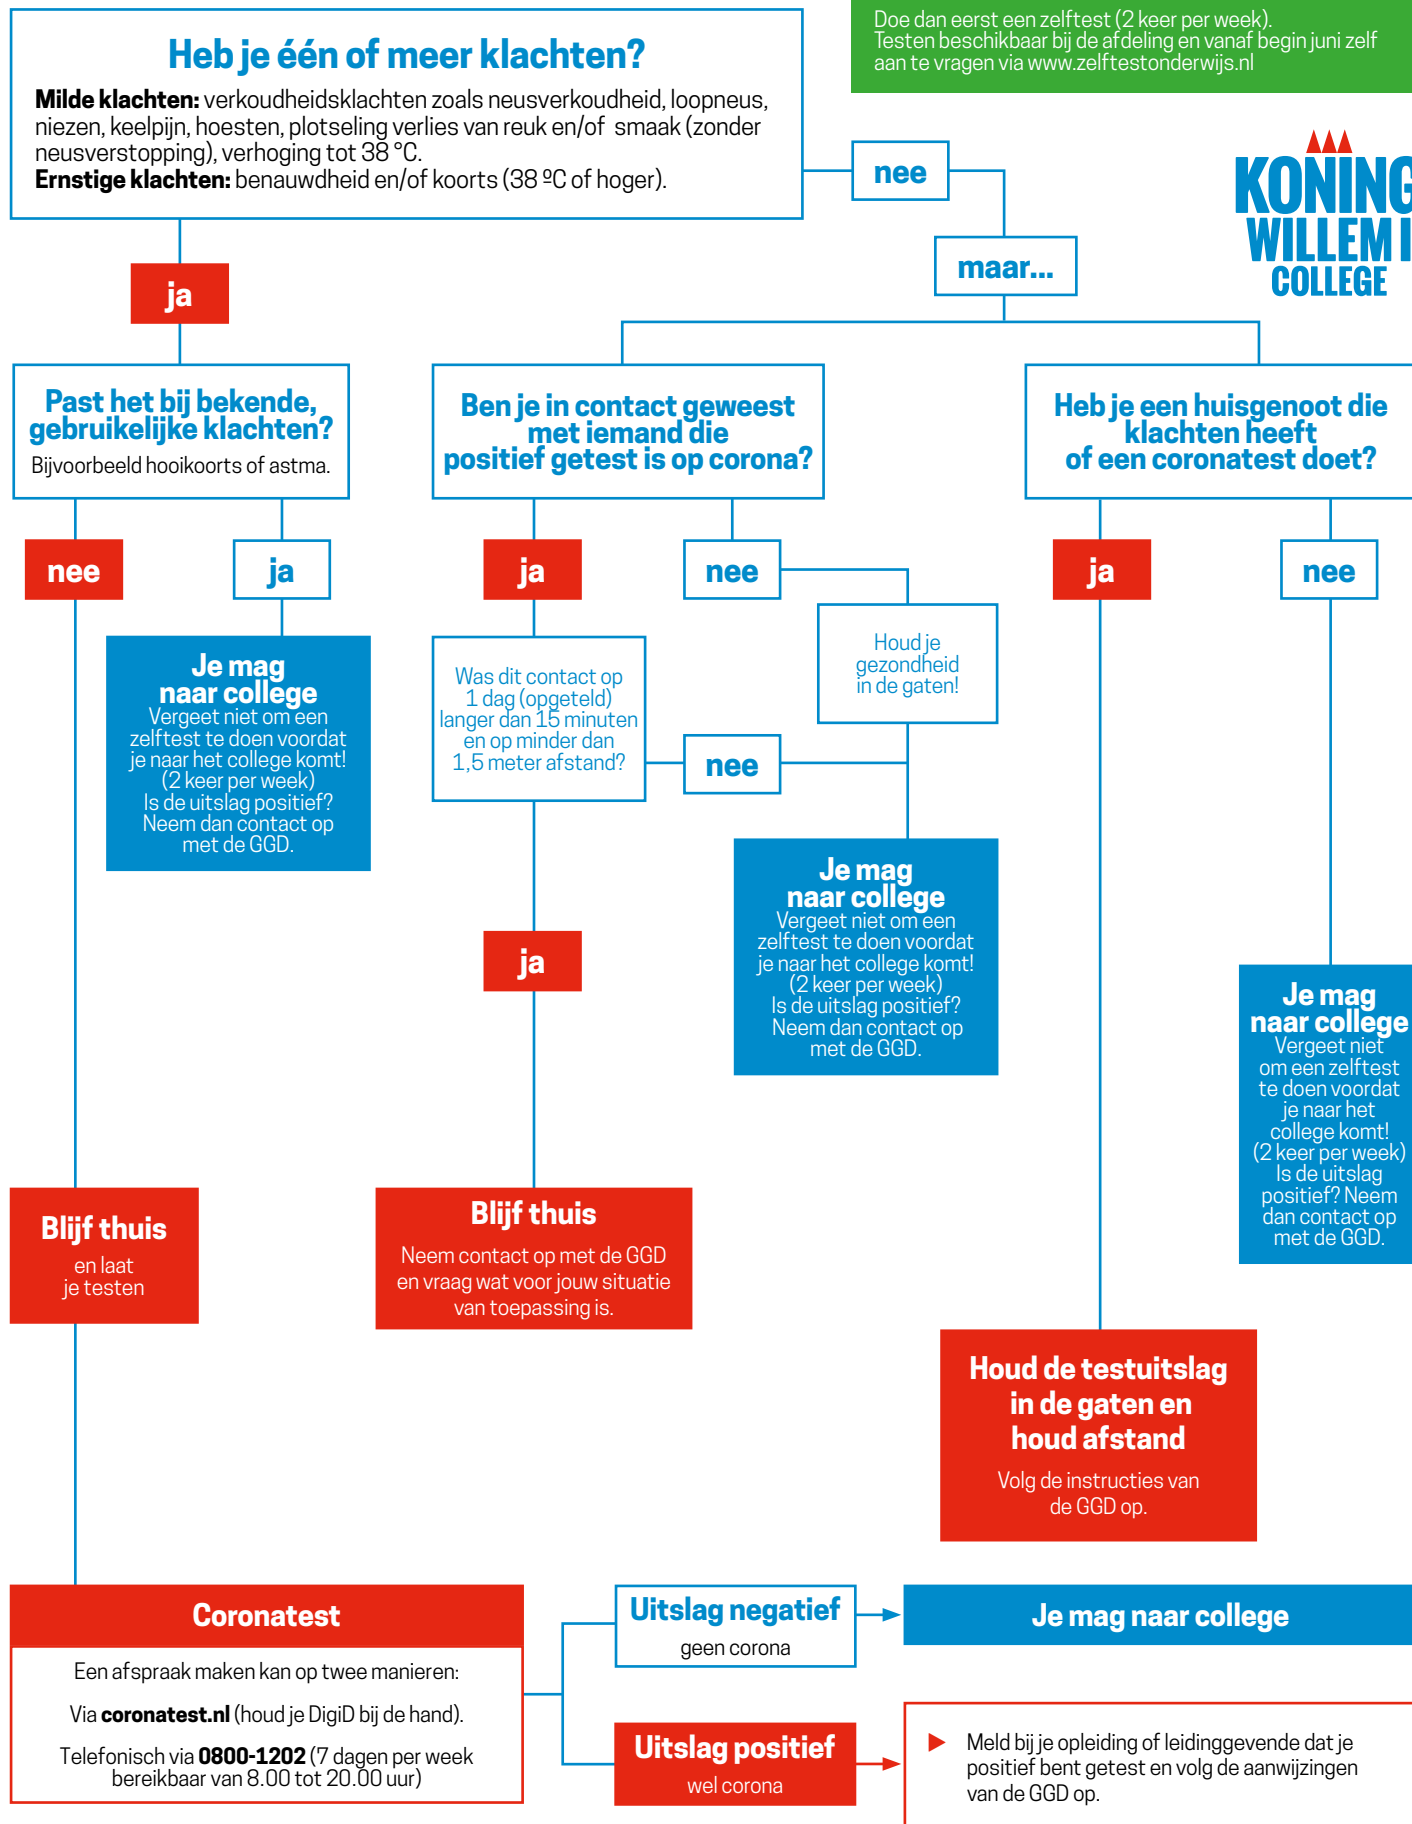 Doe dan eerst een zelftest (2 keer per week).
Testen beschikbaar bij de afdeling en vanaf begin juni zelf
aan te vragen via www.zelftestonderwijs.nl
Heb je één of meer klachten?
Milde klachten: verkoudheidsklachten zoals neusverkoudheid, loopneus,
niezen, keelpijn, hoesten, plotseling verlies van reuk en/of smaak (zonder
neusverstopping), verhoging tot 38 °C.
Ernstige klachten: benauwdheid en/of koorts (38 ºC of hoger).
nee
KONING
WILLEM I
COLLEGE
maar...
ja
Past het bij bekende,
gebruikelijke klachten?
Bijvoorbeeld hooikoorts of astma.
Ben je in contact geweest
met iemand die
positief getest is op corona?
Heb je een huisgenoot die
klachten heeft
of een coronatest doet?
nee
ja
ja
nee
ja
nee
Je mag
naar college
Vergeet niet om een
zelftest te doen voordat
je naar het college komt!
(2 keer per week)
Is de uitslag positief?
Neem dan contact op
met de GGD.
Was dit contact op
1 dag (opgeteld)
langer dan 15 minuten
en op minder dan
1,5 meter afstand?
Houd je
gezondheid
in de gaten!
nee
Je mag
naar college
Vergeet niet om een
zelftest te doen voordat
je naar het college komt!
(2 keer per week)
Is de uitslag positief?
Neem dan contact op
met de GGD.
ja
Je mag
naar college
Vergeet niet
om een zelftest
te doen voordat
je naar het
college komt!
(2 keer per week)
Is de uitslag
positief? Neem
dan contact op
met de GGD.
Blijf thuis
en laat
je testen
Blijf thuis
Neem contact op met de GGD
en vraag wat voor jouw situatie
van toepassing is.
Houd de testuitslag
in de gaten en
houd afstand
Volg de instructies van
de GGD op.
Coronatest
Een afspraak maken kan op twee manieren:
Via coronatest.nl (houd je DigiD bij de hand).
Telefonisch via 0800-1202 (7 dagen per week
bereikbaar van 8.00 tot 20.00 uur)
Uitslag negatief
geen corona
Je mag naar college
Uitslag positief
wel corona
Meld bij je opleiding of leidinggevende dat je
positief bent getest en volg de aanwijzingen
van de GGD op.